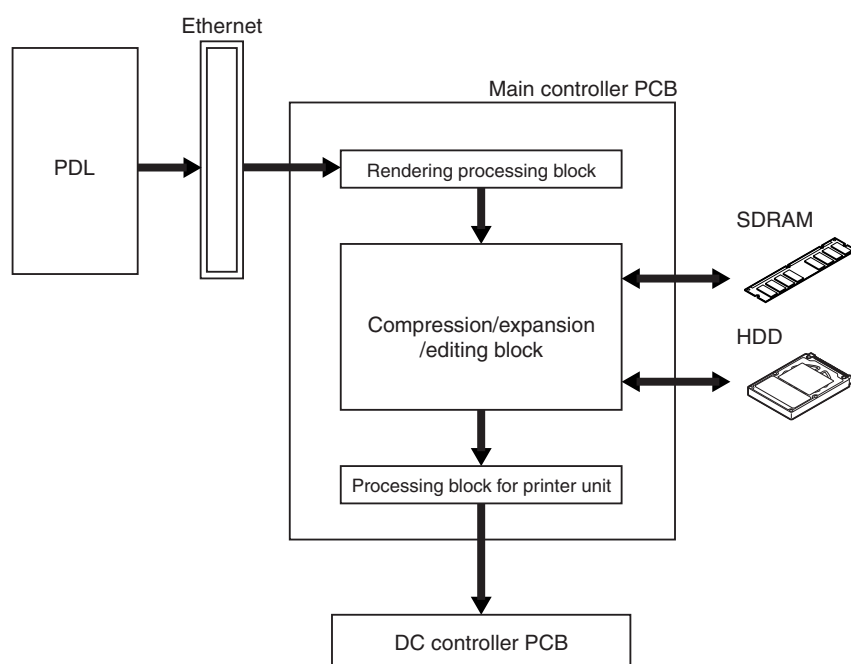 Ethernet
Main controller PCB
PDL
Rendering processing block
SDRAM
Compression/expansion
/editing block
HDD
Processing block for printer unit
DC controller PCB